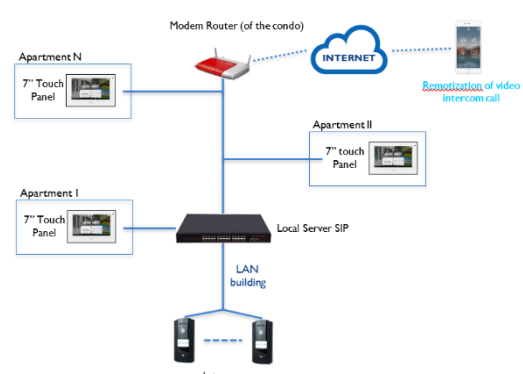 Modem Router (of the condo)
INTERNET
Remotization of video
intercom call
Apartment N
7" Touch
Panel
Apartment II
7" touch
Panel
Apartment I
7" Touch
Panel
Local Server SIP
LAN
building